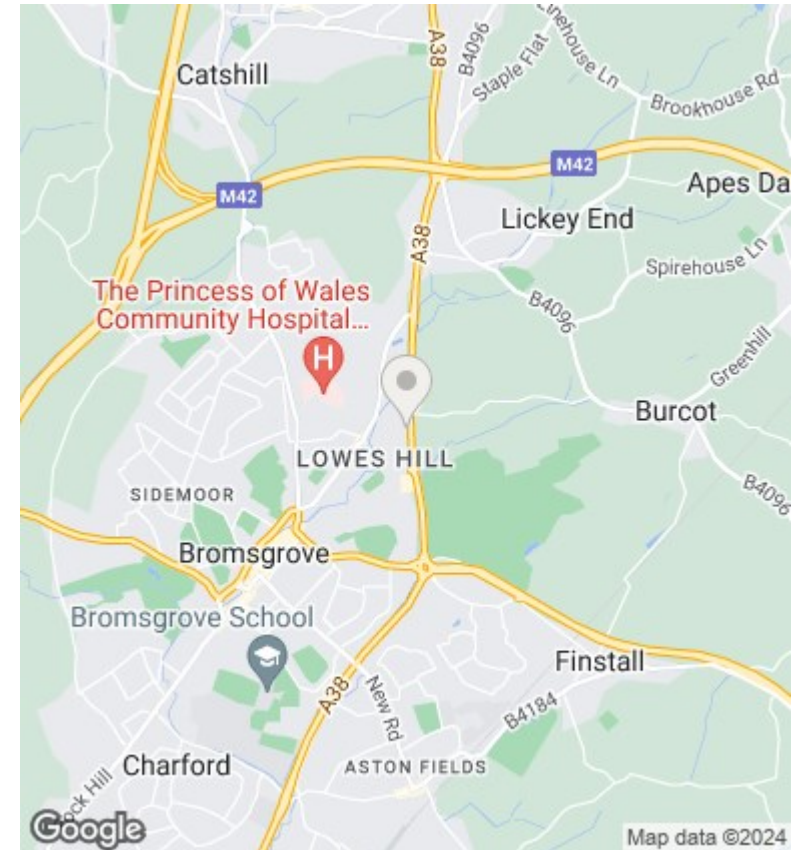 A38
B4096
Staple Flat
Linehouse Ln
Brookhouse Rd
Catshill
M42
M42
Apes Da
Lickey End
A38
Spirehouse Ln
The Princess of Wales
Community Hospital...
B4096
H
Greenhill
Burcot
LOWES HILL
B4096
SIDEMOOR
Bromsgrove
Bromsgrove School
Finstall
A38
New Rd
B4184
Charford
ASTON FIELDS
ock Hill
Google
Map data ©2024